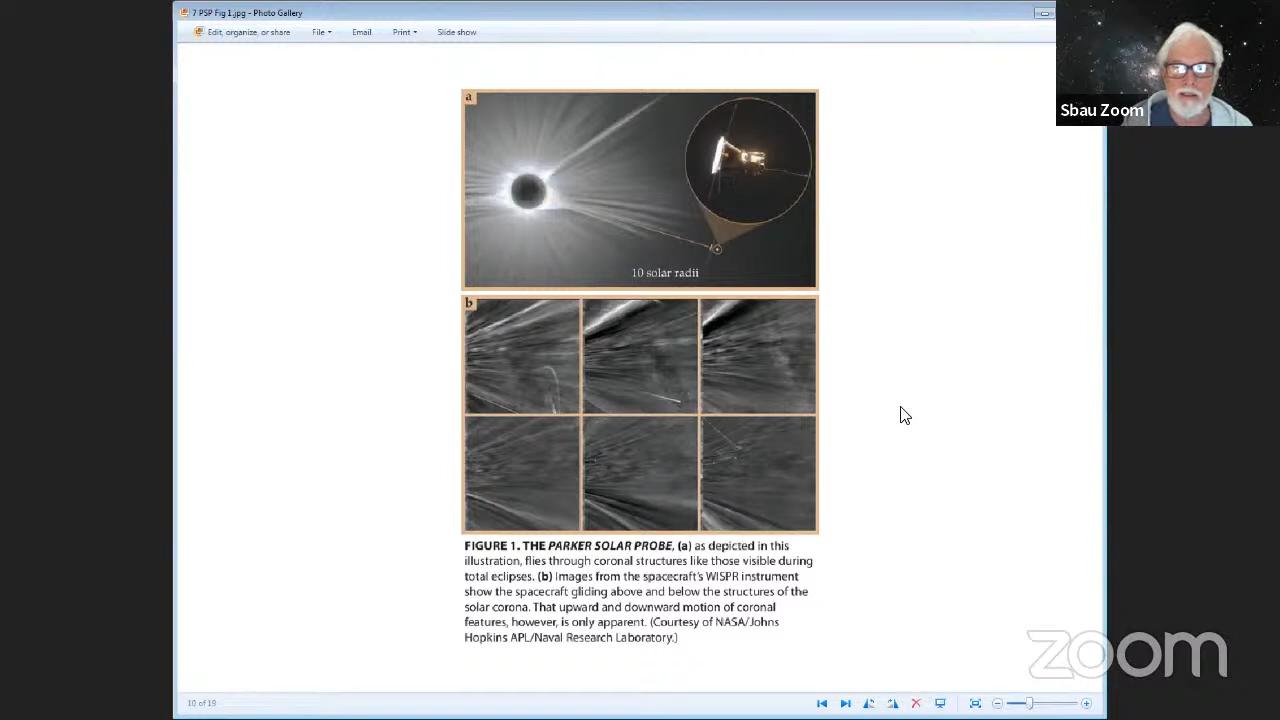 7 PSP Fig 1.jpg - Photo Gallery
Edit, organize, or share File Email Print Slide show
Sbau Zoom
a
10 solar radii
b
FIGURE 1. THE PARKER SOLAR PROBE, (a) as depicted in this
illustration, flies through coronal structures like those visible during
total eclipses. (b) Images from the spacecraft's WISPR instrument
show the spacecraft gliding above and below the structures of the
solar corona. That upward and downward motion of coronal
features, however, is only apparent. (Courtesy of NASA/Johns
Hopkins APL/Naval Research Laboratory.)
zoom
10 of 19